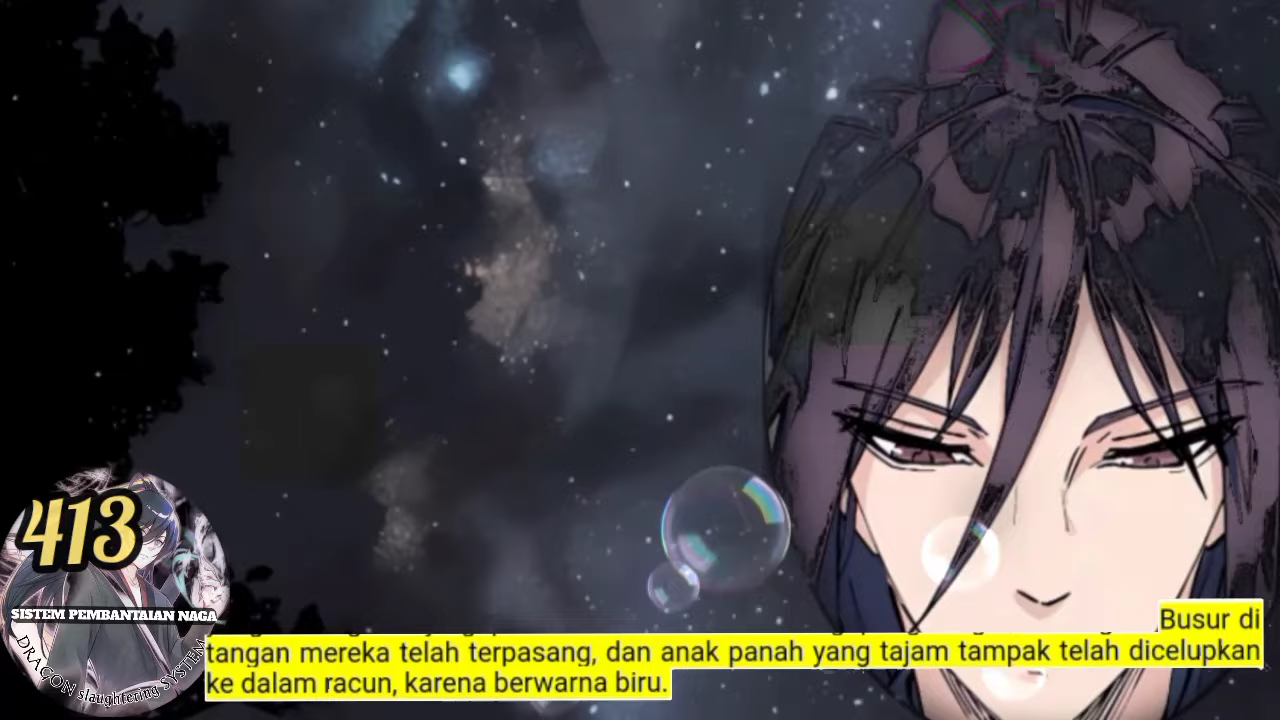 413
SISTEM PEMBANTAIAN NAGA
DRAGON slaughtering SYSTEM
Busur di
tangan mereka telah terpasang, dan anak panah yang tajam tampak telah dicelupkan
ke dalam racun, karena berwarna biru.